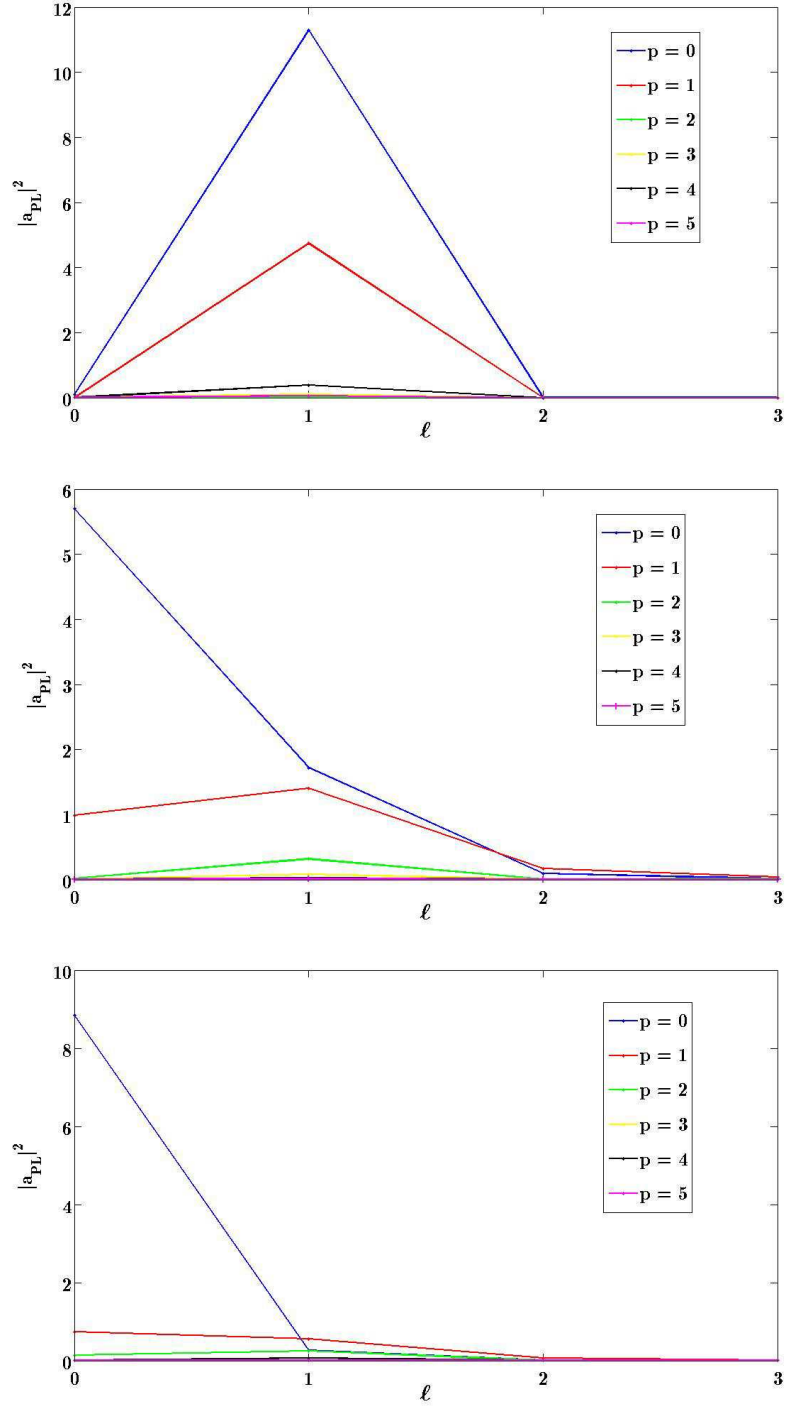 12
10
8
6
4
2
0
|a_PL|^2
0 1 2 3
ℓ
p = 0
p = 1
p = 2
p = 3
p = 4
p = 5
6
5
4
3
2
1
0
|a_PL|^2
0 1 2 3
ℓ
p = 0
p = 1
p = 2
p = 3
p = 4
p = 5
10
8
6
4
2
0
|a_PL|^2
0 1 2 3
ℓ
p = 0
p = 1
p = 2
p = 3
p = 4
p = 5